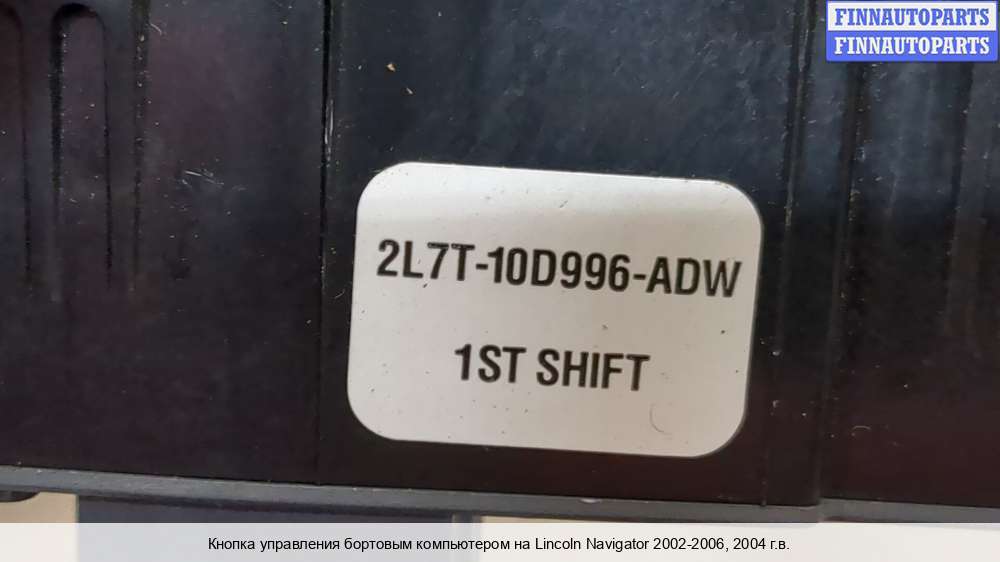 FINNAUTOPARTS
FINNAUTOPARTS
2L7T-10D996-ADW
1ST SHIFT
Кнопка управления бортовым компьютером на Lincoln Navigator 2002-2006, 2004 г.в.